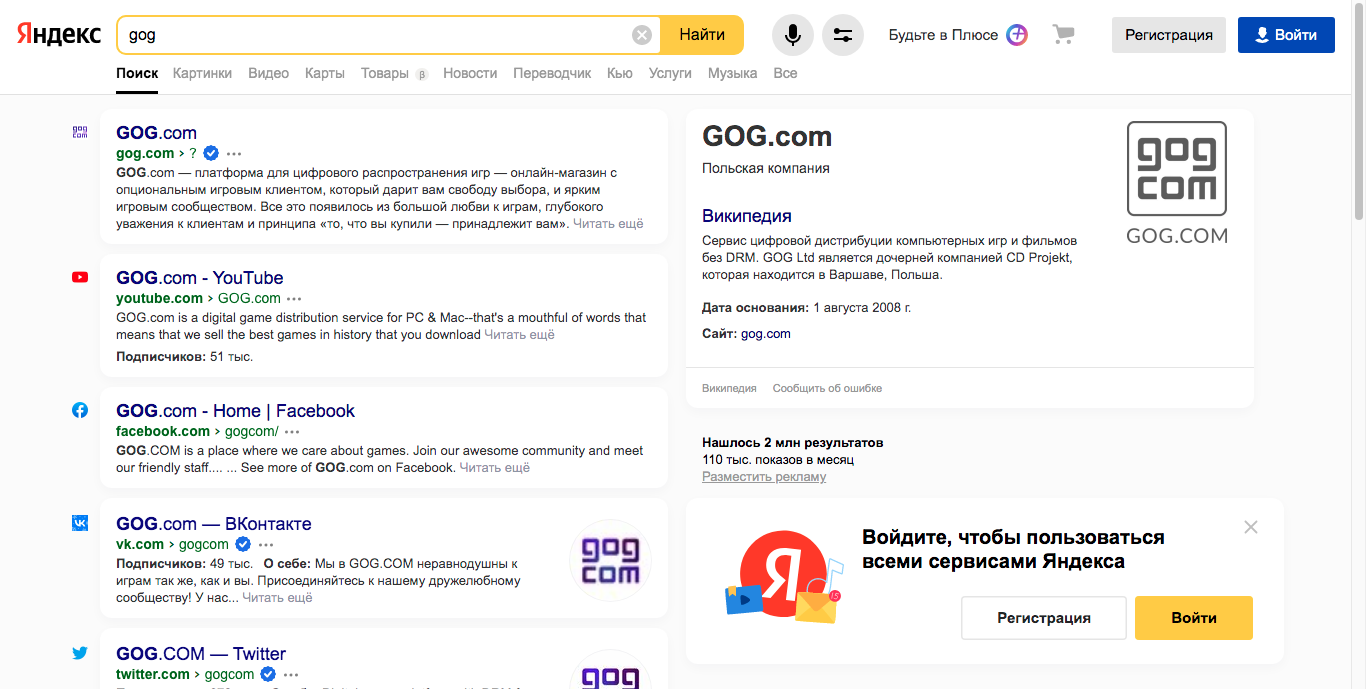 Яндекс
gog
Найти
Будьте в Плюсе
Регистрация
Войти
Поиск Картинки Видео Карты Товары β Новости Переводчик Кью Услуги Музыка Все
gog com
GOG.com
gog.com › ?
GOG.com — платформа для цифрового распространения игр — онлайн-магазин с
опциональным игровым клиентом, который дарит вам свободу выбора, и ярким
игровым сообществом. Все это появилось из большой любви к играм, глубокого
уважения к клиентам и принципа «то, что вы купили — принадлежит вам». Читать ещё
GOG.com - YouTube
youtube.com › GOG.com
GOG.com is a digital game distribution service for PC & Mac--that's a mouthful of words that
means that we sell the best games in history that you download Читать ещё
Подписчиков: 51 тыс.
GOG.com - Home | Facebook
facebook.com › gogcom/
GOG.COM is a place where we care about games. Join our awesome community and meet
our friendly staff.... ... See more of GOG.com on Facebook. Читать ещё
GOG.com — ВКонтакте
vk.com › gogcom
Подписчиков: 49 тыс. О себе: Мы в GOG.COM неравнодушны к
играм так же, как и вы. Присоединяйтесь к нашему дружелюбному
сообществу! У нас... Читать ещё
gog
com
GOG.COM — Twitter
twitter.com › gogcom
gog
GOG.com
Польская компания
gog
com
GOG.COM
Википедия
Сервис цифровой дистрибуции компьютерных игр и фильмов
без DRM. GOG Ltd является дочерней компанией CD Projekt,
которая находится в Варшаве, Польша.
Дата основания: 1 августа 2008 г.
Сайт: gog.com
Википедия Сообщить об ошибке
Нашлось 2 млн результатов
110 тыс. показов в месяц
Разместить рекламу
Я
15
Войдите, чтобы пользоваться
всеми сервисами Яндекса
Регистрация
Войти